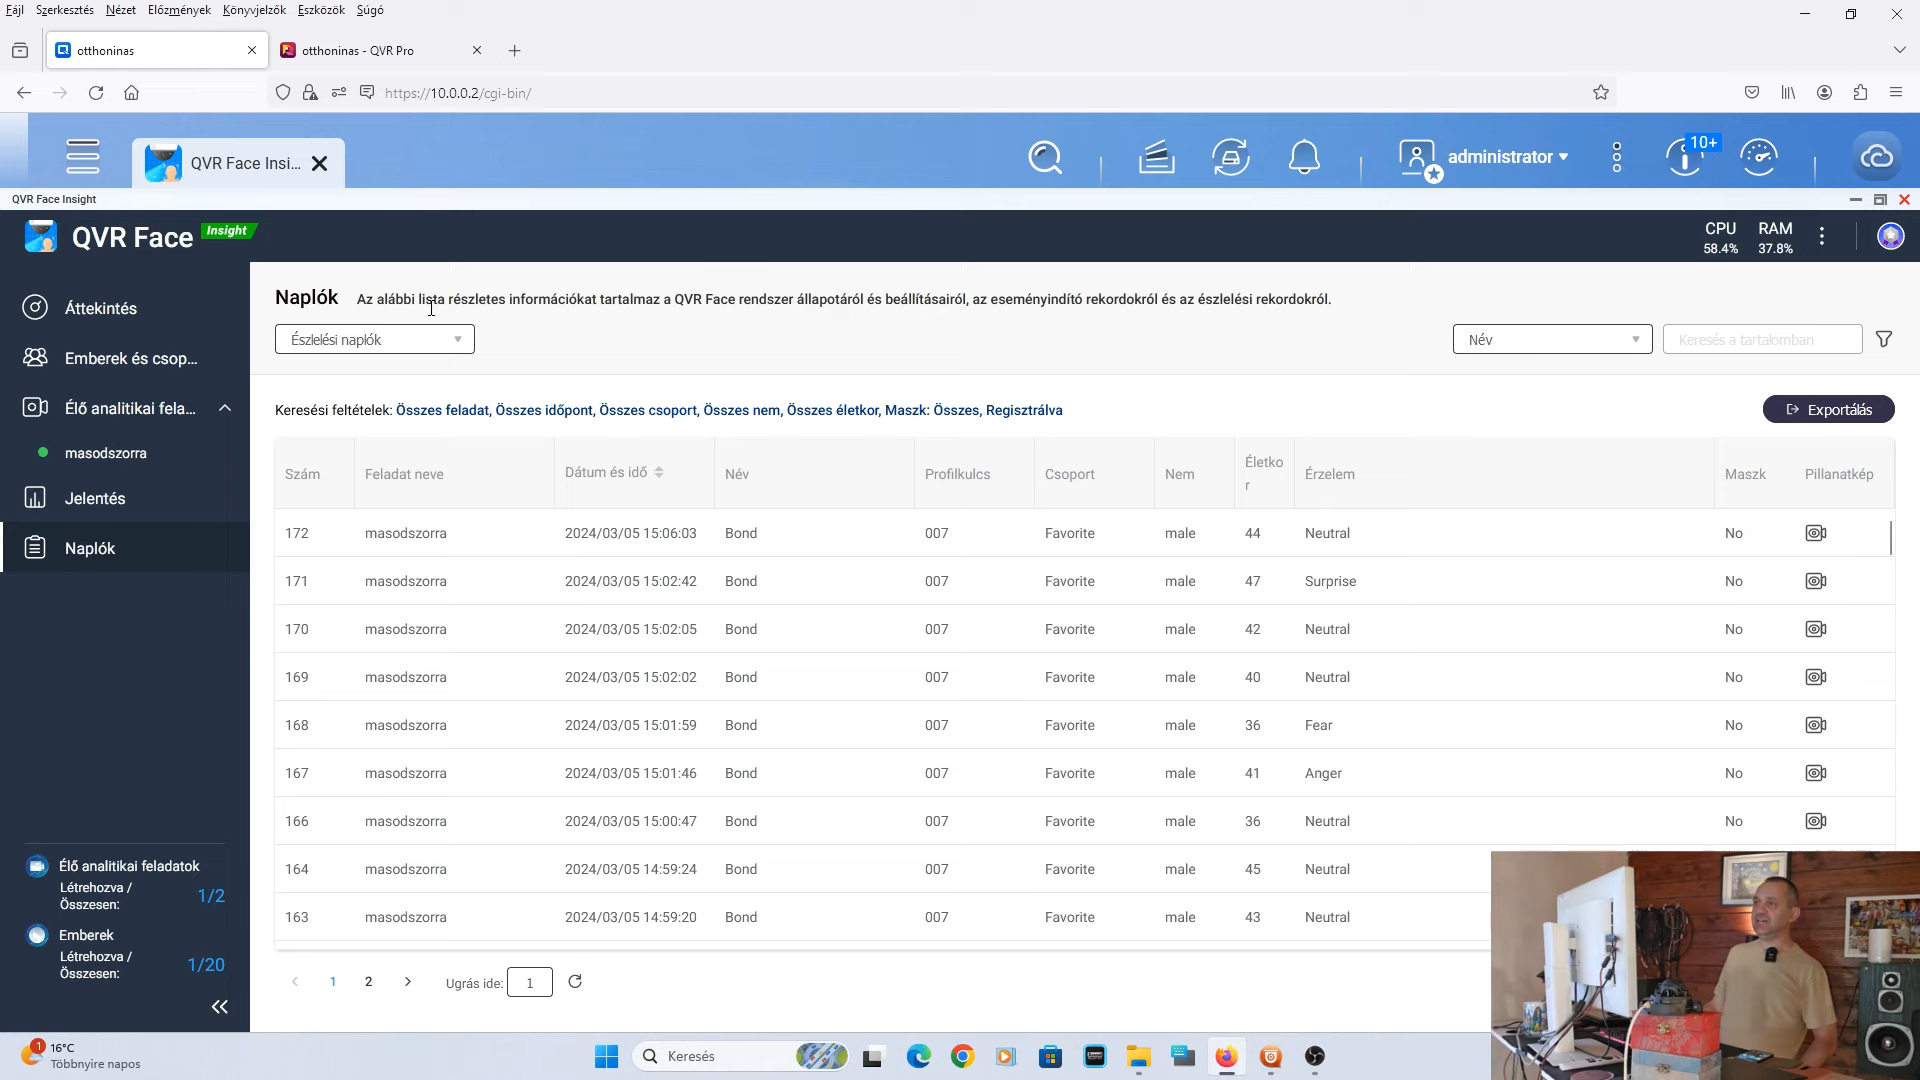 Fájl Szerkesztés Nézet Előzmények Könyvjelzők Eszközök Súgó
otthoninas
otthoninas - QVR Pro
https://10.0.0.2/cgi-bin/
QVR Face Insi...
administrator
10+
QVR Face Insight
QVR Face Insight
CPU 58.4%
RAM 37.8%
Áttekintés
Emberek és csop...
Élő analitikai fela...
masodszorra
Jelentés
Naplók
Naplók Az alábbi lista részletes információkat tartalmaz a QVR Face rendszer állapotáról és beállításairól, az eseményindító rekordokról és az észlelési rekordokról.
Észlelési naplók
Név
Keresés a tartalomban
Keresési feltételek: Összes feladat, Összes időpont, Összes csoport, Összes nem, Összes életkor, Maszk: Összes, Regisztrálva
Exportálás
Szám Feladat neve Dátum és idő Név Profilkulcs Csoport Nem Életkor Érzelem Maszk Pillanatkép
172 masodszorra 2024/03/05 15:06:03 Bond 007 Favorite male 44 Neutral No
171 masodszorra 2024/03/05 15:02:42 Bond 007 Favorite male 47 Surprise No
170 masodszorra 2024/03/05 15:02:05 Bond 007 Favorite male 42 Neutral No
169 masodszorra 2024/03/05 15:02:02 Bond 007 Favorite male 40 Neutral No
168 masodszorra 2024/03/05 15:01:59 Bond 007 Favorite male 36 Fear No
167 masodszorra 2024/03/05 15:01:46 Bond 007 Favorite male 41 Anger No
166 masodszorra 2024/03/05 15:00:47 Bond 007 Favorite male 36 Neutral No
164 masodszorra 2024/03/05 14:59:24 Bond 007 Favorite male 45 Neutral
163 masodszorra 2024/03/05 14:59:20 Bond 007 Favorite male 43 Neutral
1 2 Ugrás ide: 1
Élő analitikai feladatok
Létrehozva /
Összesen: 1/2
Emberek
Létrehozva /
Összesen: 1/20
1
16°C
Többnyire napos
Keresés